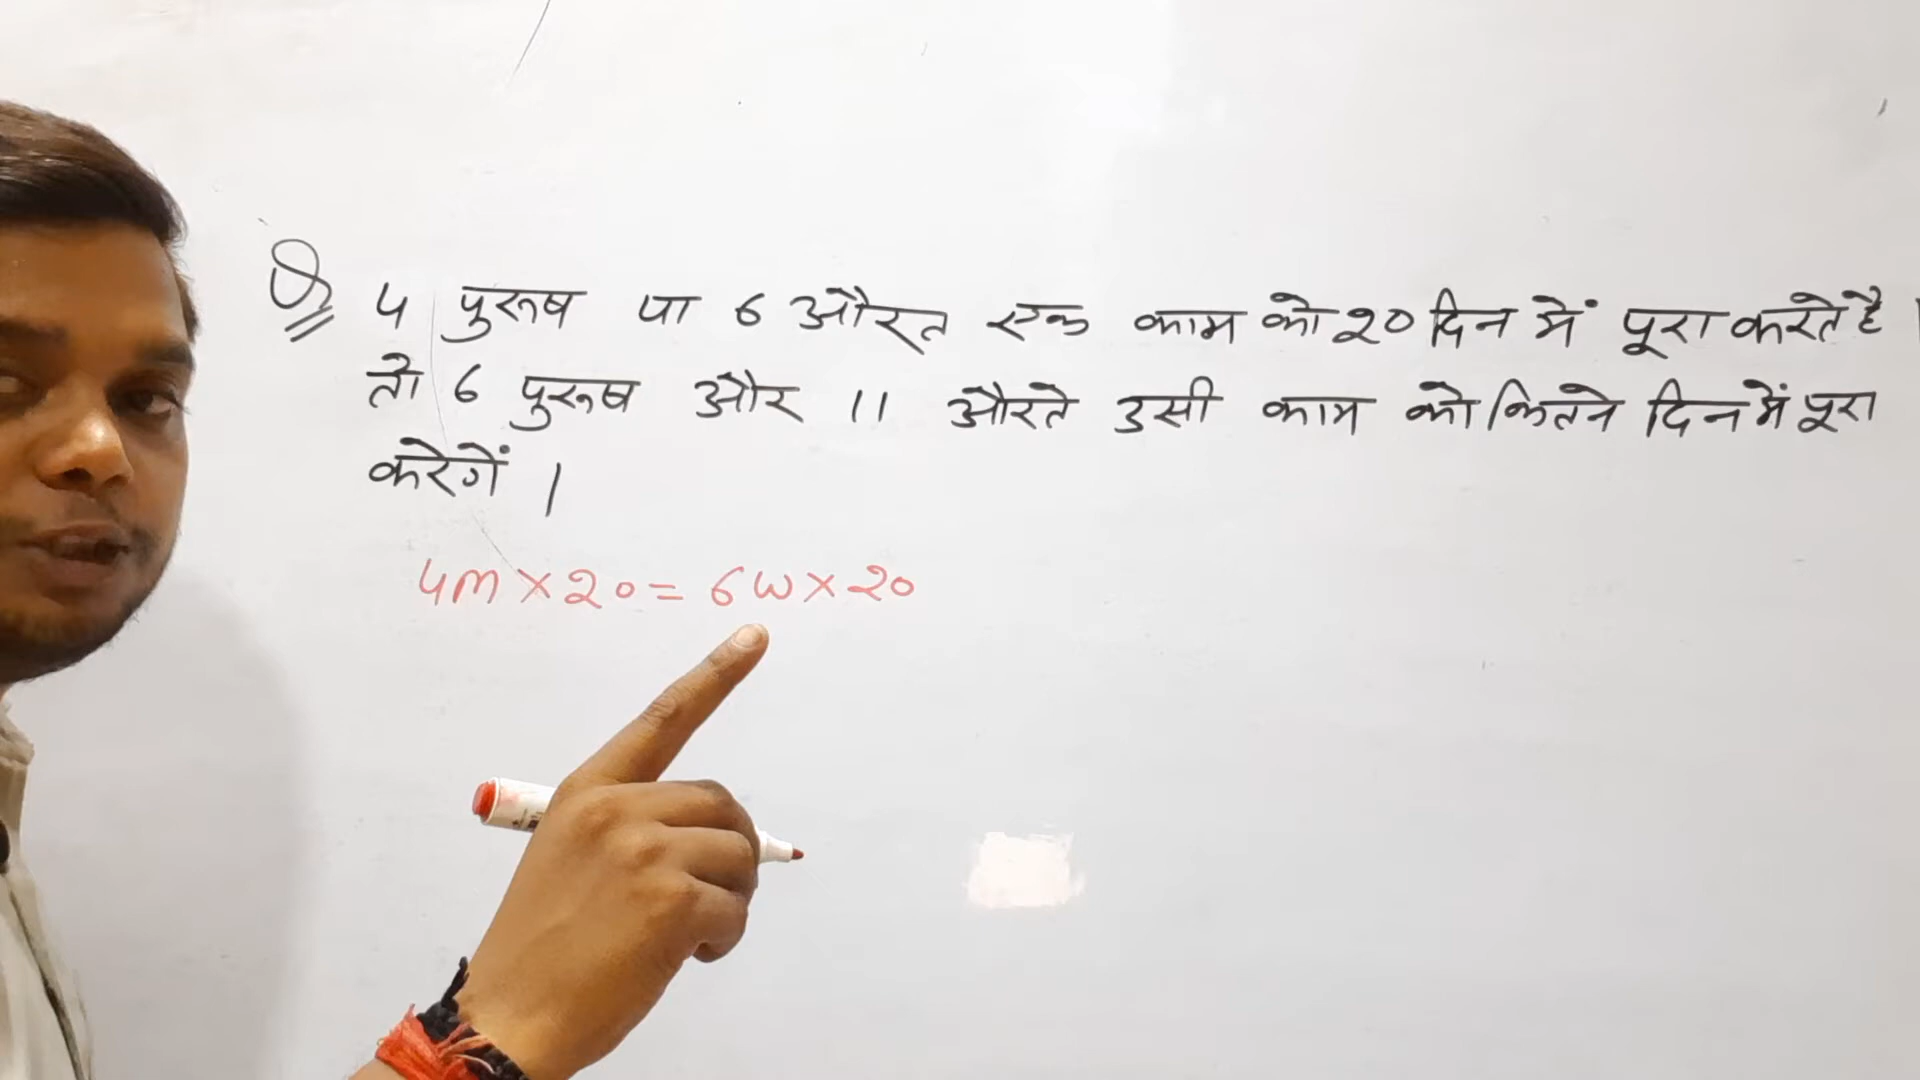 Q 4 पुरूष या 6 औरत एक काम को 20 दिन में पूरा करते है ।
तो 6 पुरूष और 11 औरते उसी काम को कितने दिन में पूरा
करेगें ।
4m × 20 = 6w × 20